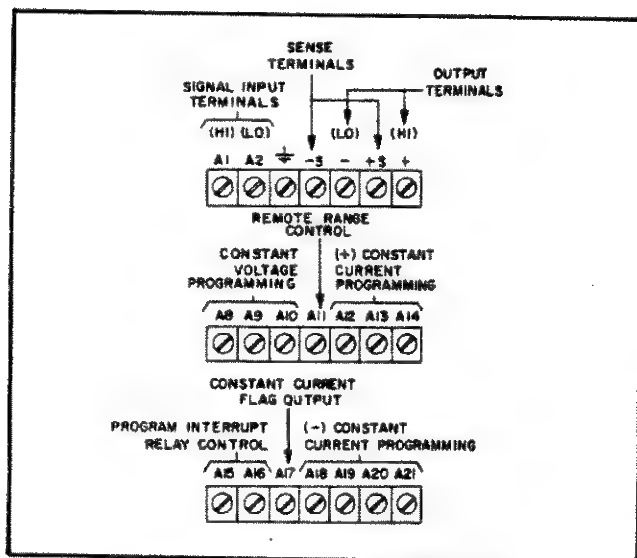 SENSE
TERMINALS
SIGNAL INPUT
TERMINALS
OUTPUT
TERMINALS
(HI) (LO)
(LO) (HI)
A1 A2 -S - +S +
REMOTE RANGE
CONTROL
CONSTANT
VOLTAGE
PROGRAMMING
(+) CONSTANT
CURRENT
PROGRAMMING
A8 A9 A10 A11 A12 A13 A14
CONSTANT CURRENT
FLAG OUTPUT
PROGRAM INTERRUPT
RELAY CONTROL
(-) CONSTANT
CURRENT PROGRAMMING
A15 A16 A17 A18 A19 A20 A21